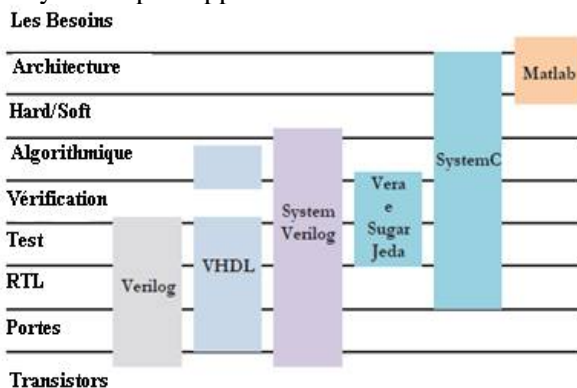 Les Besoins
Architecture
Matlab
Hard/Soft
Algorithmique
SystemC
Vérification
Vera
e
Sugar
Jeda
System
Verilog
Test
VHDL
RTL
Verilog
Portes
Transistors